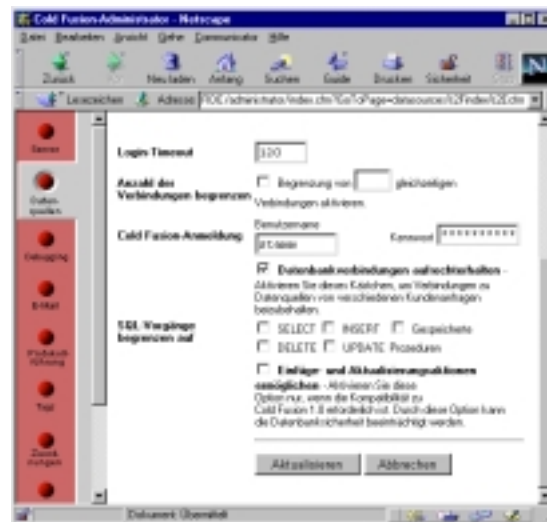 Cold Fusion-Administrator - Netscape
Datei Bearbeiten Ansicht Gehe Communicator Hilfe
Zurück Neu laden Anfang Suchen Guide Drucken Sicherheit Stop
Lesezeichen Adresse
Server
Daten-
quellen
Debugging
E-Mail
Protokoll-
führung
Tags
Login-Timeout 120
Anzahl der
Verbindungen begrenzen
Begrenzung von gleichzeitigen
Verbindungen aktivieren.
Cold Fusion-Anmeldung
Benutzername
Kennwort
Datenbankverbindungen aufrechterhalten -
Aktivieren Sie dieses Kästchen, um Verbindungen zu
Datenquellen von verschiedenen Kundenanfragen
beizubehalten.
SQL Vorgänge
begrenzen auf
SELECT INSERT Gespeicherte
DELETE UPDATE Prozeduren
Einfüge- und Aktualisierungsaktionen
ermöglichen - Aktivieren Sie diese
Option nur, wenn die Kompatibilität zu
Cold Fusion 1.0 erforderlich ist. Durch diese Option kann
die Datenbanksicherheit beeinträchtigt werden.
Aktualisieren Abbrechen
Dokument: Übermittelt